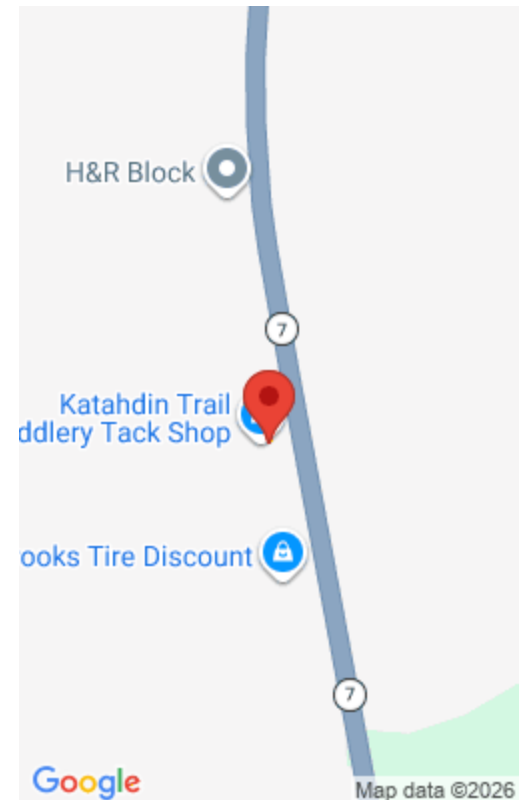 H&R Block
7
Katahdin Trail
ddlery Tack Shop
ooks Tire Discount
7
Google
Map data ©2026